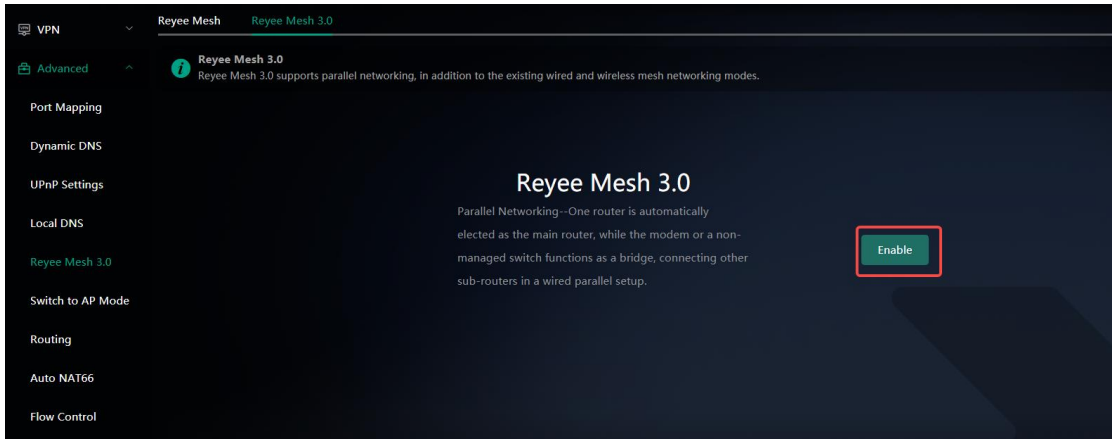 VPN
Advanced
Port Mapping
Dynamic DNS
UPnP Settings
Local DNS
Reyee Mesh 3.0
Switch to AP Mode
Routing
Auto NAT66
Flow Control
Reyee Mesh Reyee Mesh 3.0
Reyee Mesh 3.0
Reyee Mesh 3.0 supports parallel networking, in addition to the existing wired and wireless mesh networking modes.
Reyee Mesh 3.0
Parallel Networking--One router is automatically
elected as the main router, while the modem or a non-
managed switch functions as a bridge, connecting other
sub-routers in a wired parallel setup.
Enable